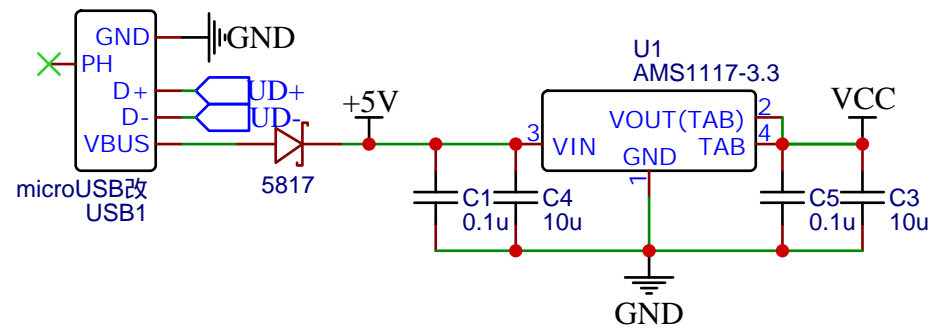 GND
PH
D+
D-
VBUS
microUSB改
USB1
GND
UD+
UD-
5817
+5V
C1
0.1u
C4
10u
U1
AMS1117-3.3
3
VIN
VOUT(TAB)
GND
TAB
1
2
4
VCC
C5
0.1u
C3
10u
GND